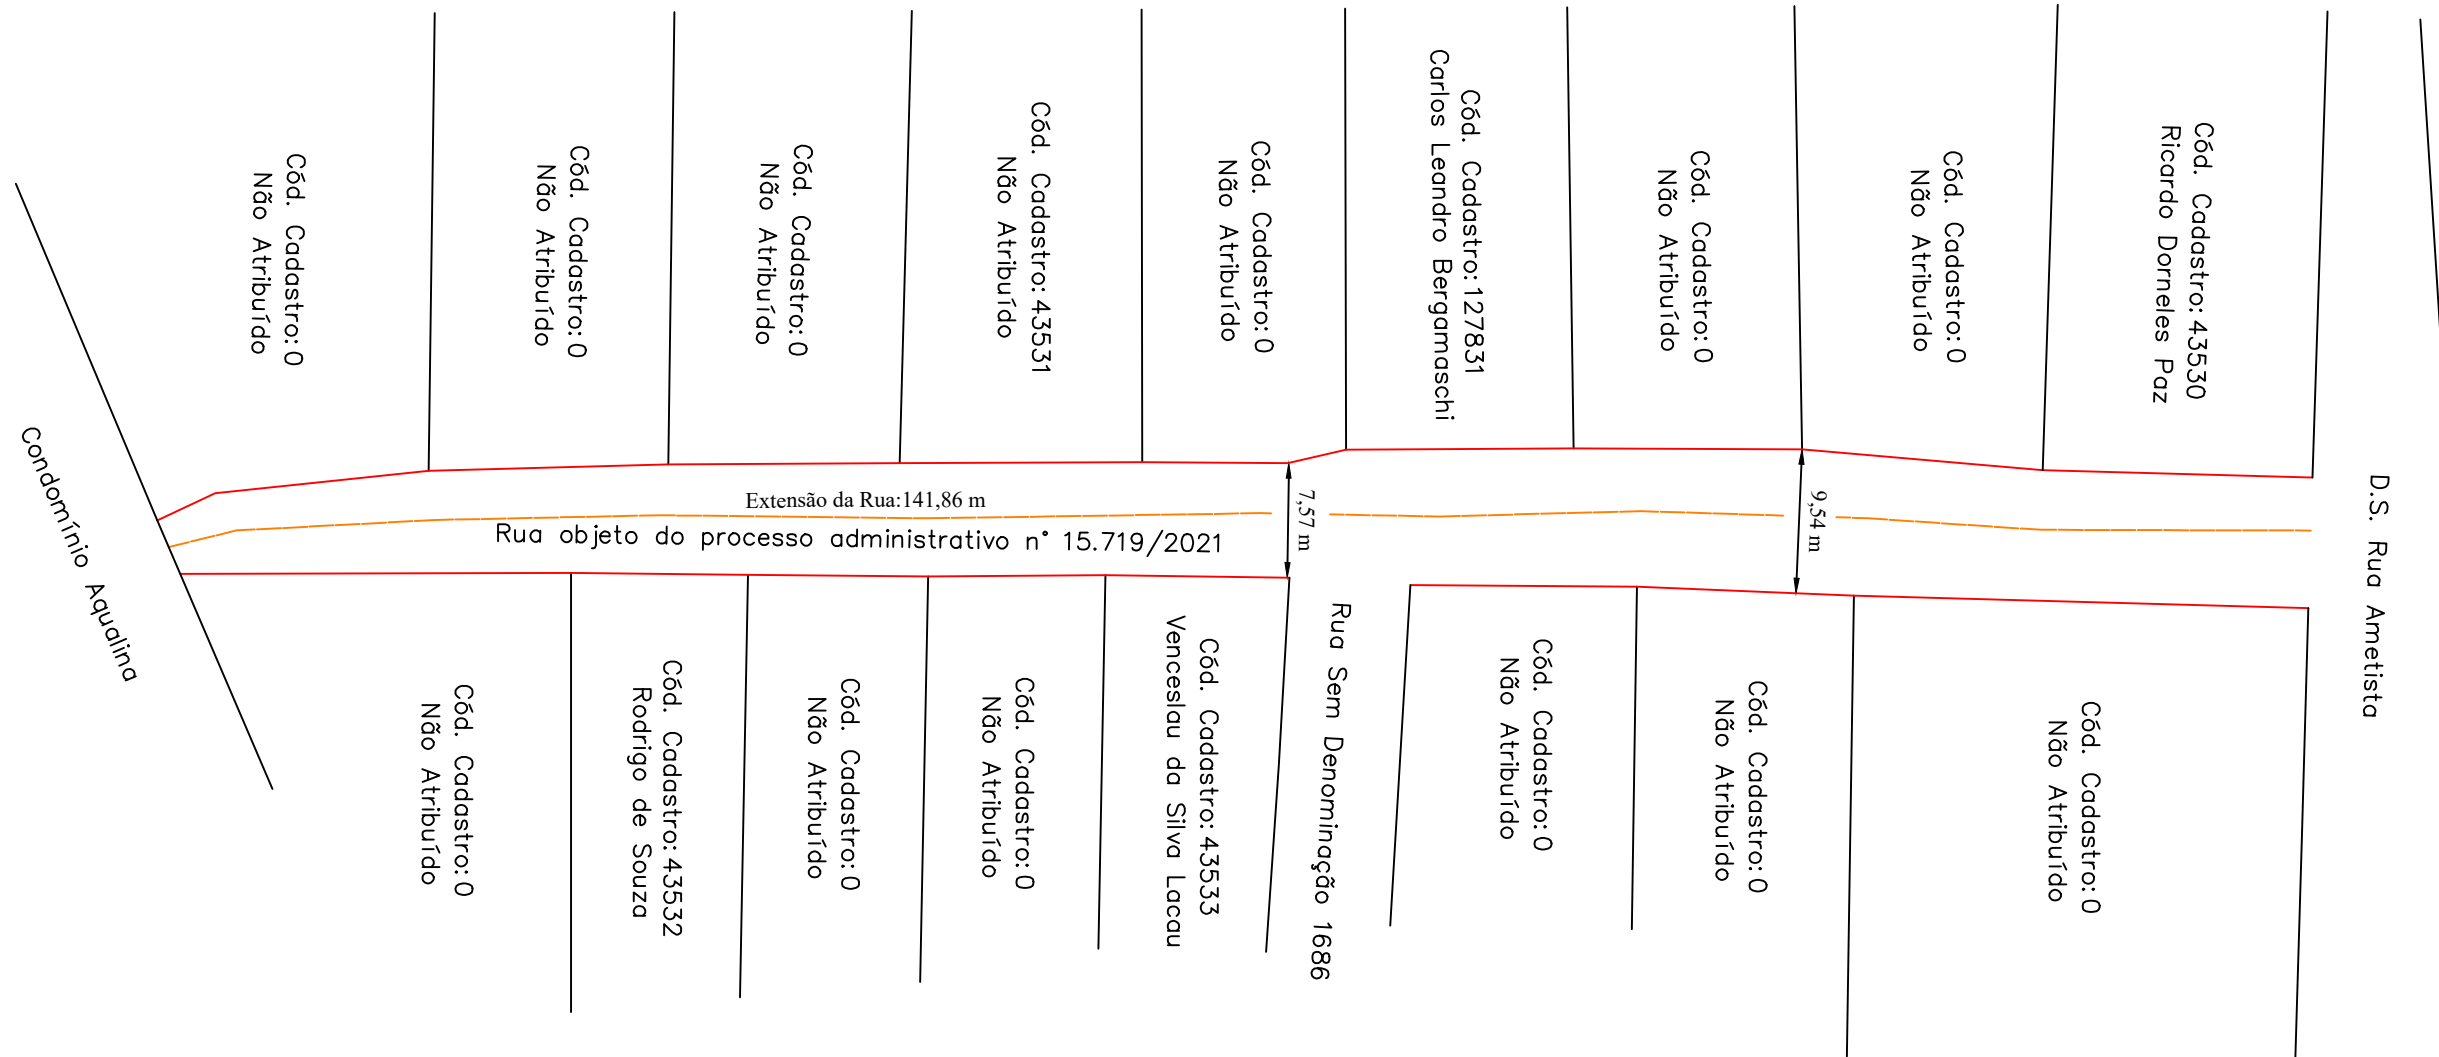 Cód. Cadastro:0
Não Atribuído
Cód. Cadastro:0
Não Atribuído
Cód. Cadastro:0
Não Atribuído
Cód. Cadastro:43531
Não Atribuído
Cód. Cadastro:0
Não Atribuído
Cód. Cadastro:127831
Carlos Leandro Bergamaschi
Cód. Cadastro:0
Não Atribuído
Cód. Cadastro:0
Não Atribuído
Cód. Cadastro:43530
Ricardo Dorneles Paz
Condomínio Aqualina
Extensão da Rua:141,86 m
Rua objeto do processo administrativo n° 15.719/2021
7,57 m
9,54 m
D.S. Rua Ametista
Cód. Cadastro:0
Não Atribuído
Cód. Cadastro:43532
Rodrigo de Souza
Cód. Cadastro:0
Não Atribuído
Cód. Cadastro:0
Não Atribuído
Cód. Cadastro:43533
Venceslau da Silva Lacau
Rua Sem Denominação 1686
Cód. Cadastro:0
Não Atribuído
Cód. Cadastro:0
Não Atribuído
Cód. Cadastro:0
Não Atribuído